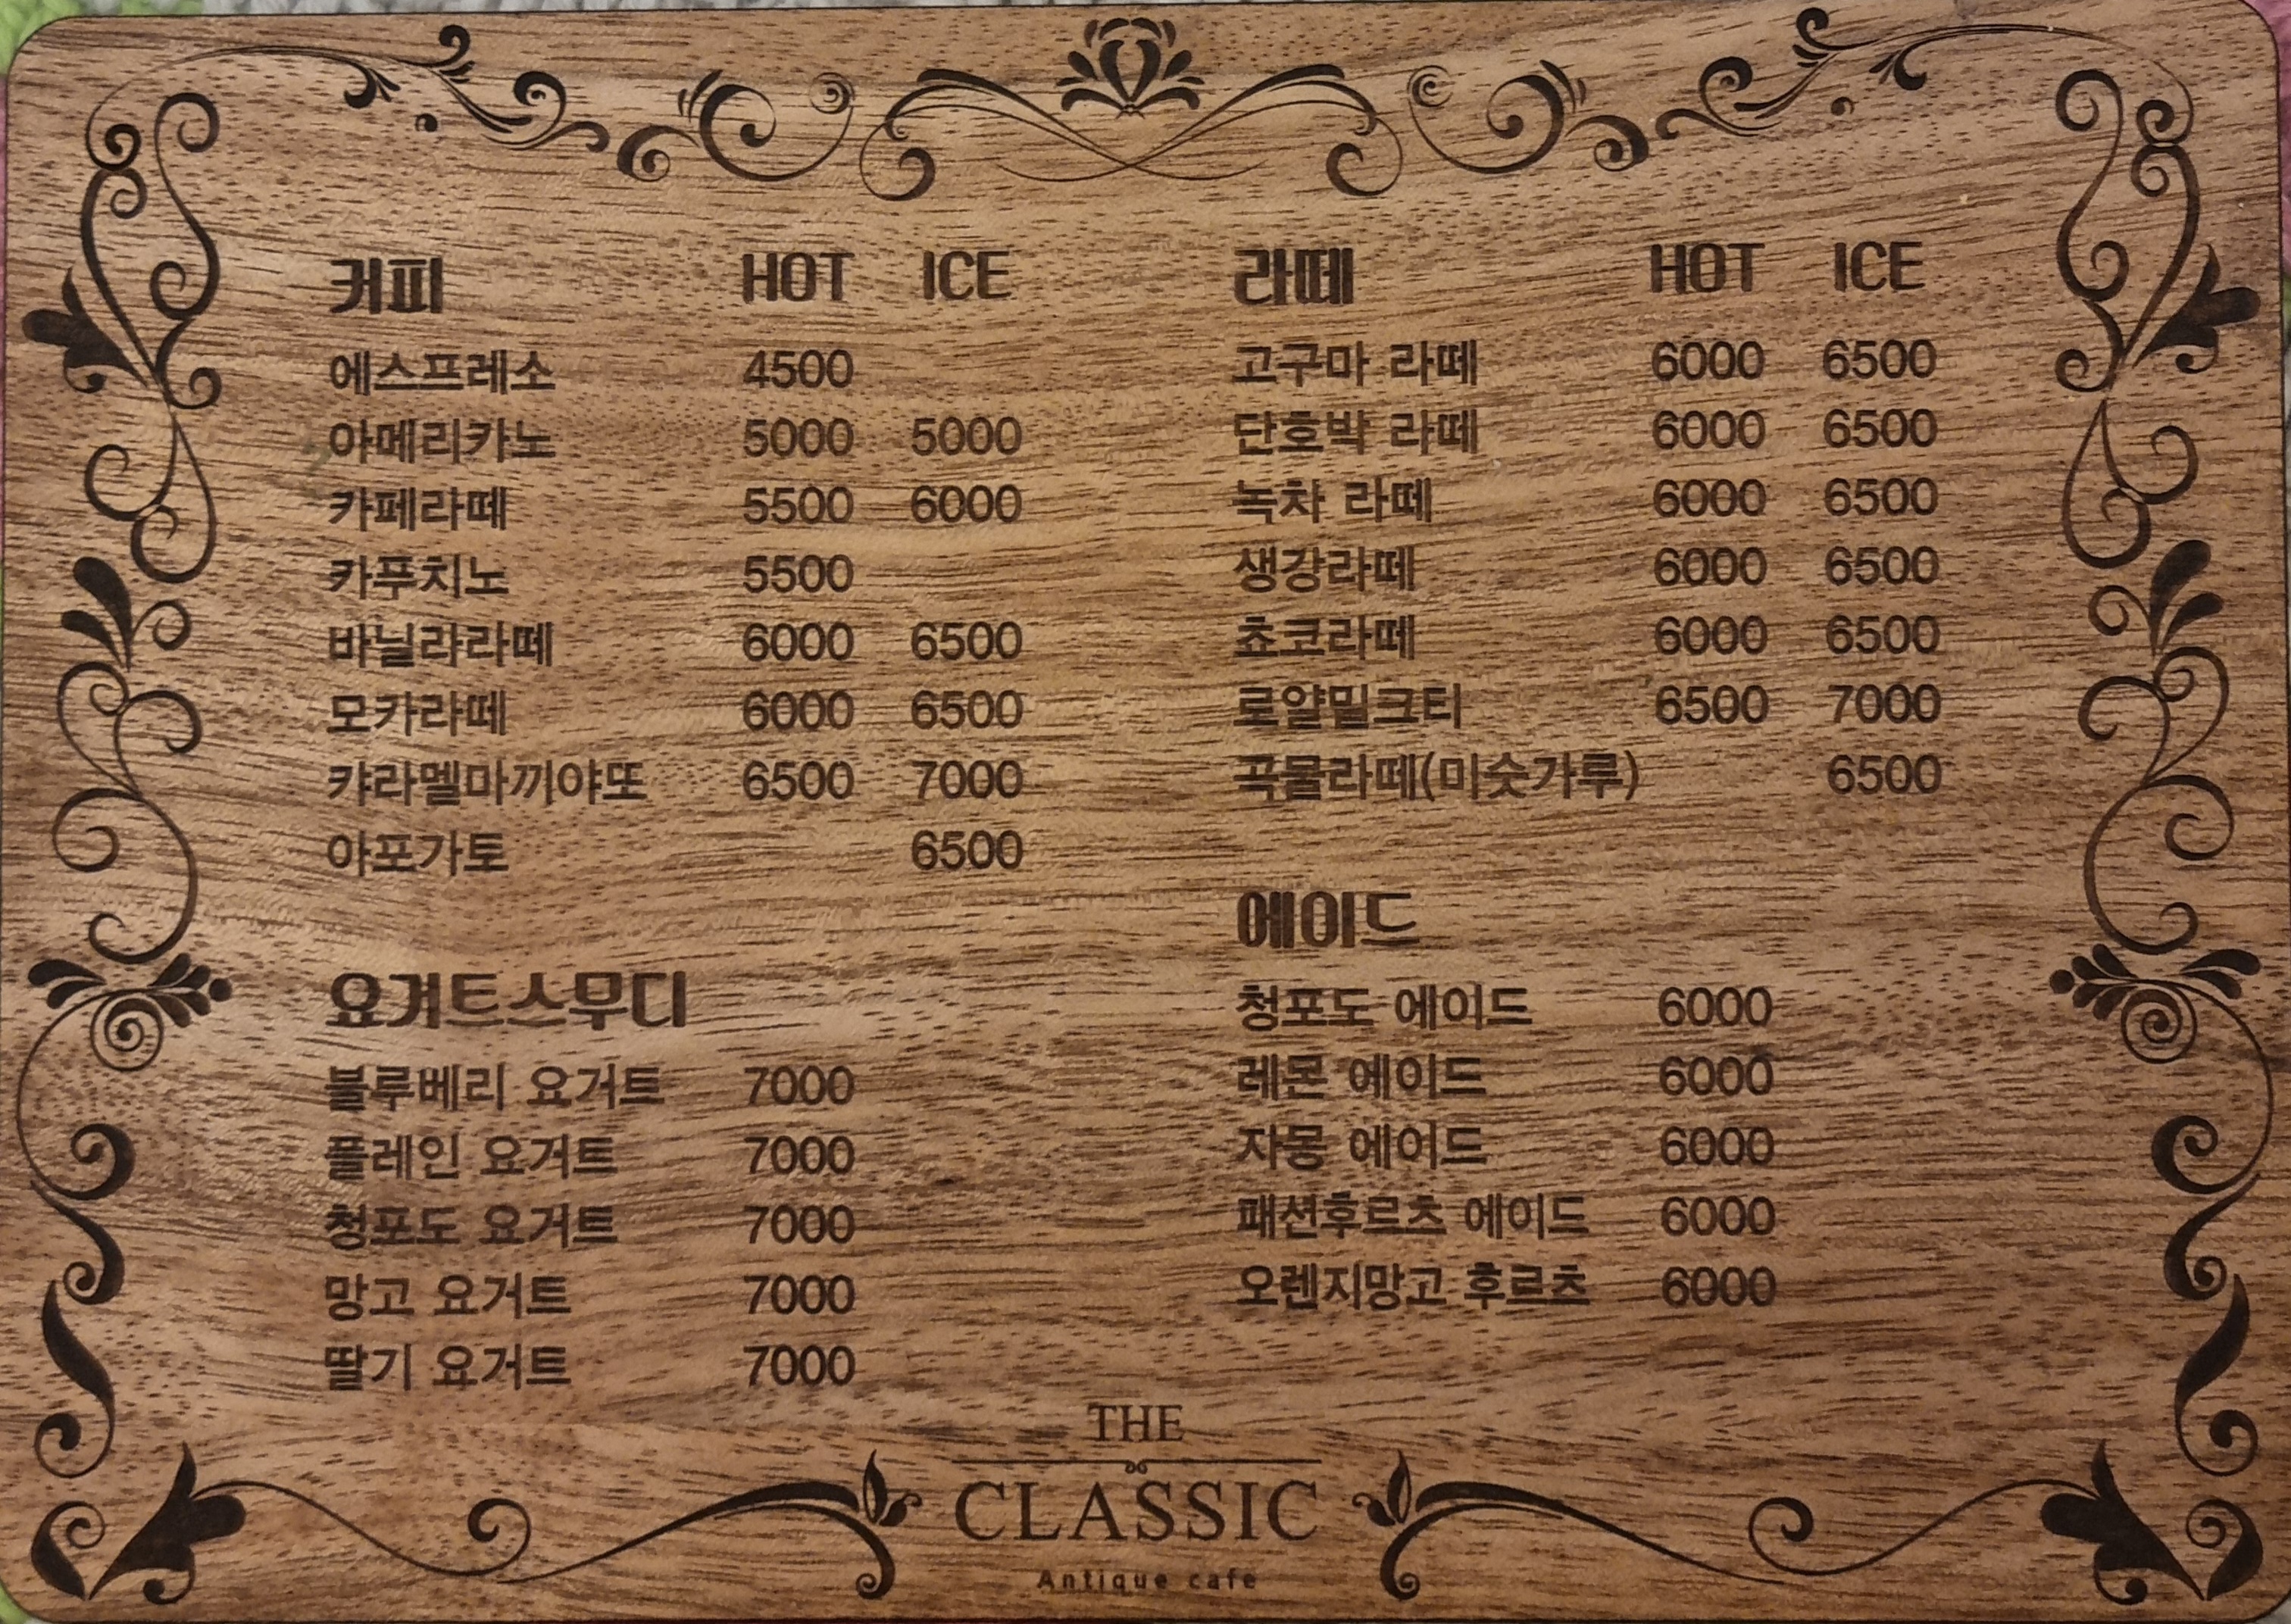 커피 HOT ICE
에스프레소 4500
아메리카노 5000 5000
카페라떼 5500 6000
카푸치노 5500
바닐라라떼 6000 6500
모카라떼 6000 6500
캬라멜마끼야또 6500 7000
아포가토 6500
요거트스무디
블루베리 요거트 7000
플레인 요거트 7000
청포도 요거트 7000
망고 요거트 7000
딸기 요거트 7000
라떼 HOT ICE
고구마 라떼 6000 6500
단호박 라떼 6000 6500
녹차 라떼 6000 6500
생강라떼 6000 6500
쵸코라떼 6000 6500
로얄밀크티 6500 7000
곡물라떼(미숫가루) 6500
에이드
청포도 에이드 6000
레몬 에이드 6000
자몽 에이드 6000
패션후르츠 에이드 6000
오렌지망고 후르츠 6000
THE
CLASSIC
Antique cafe